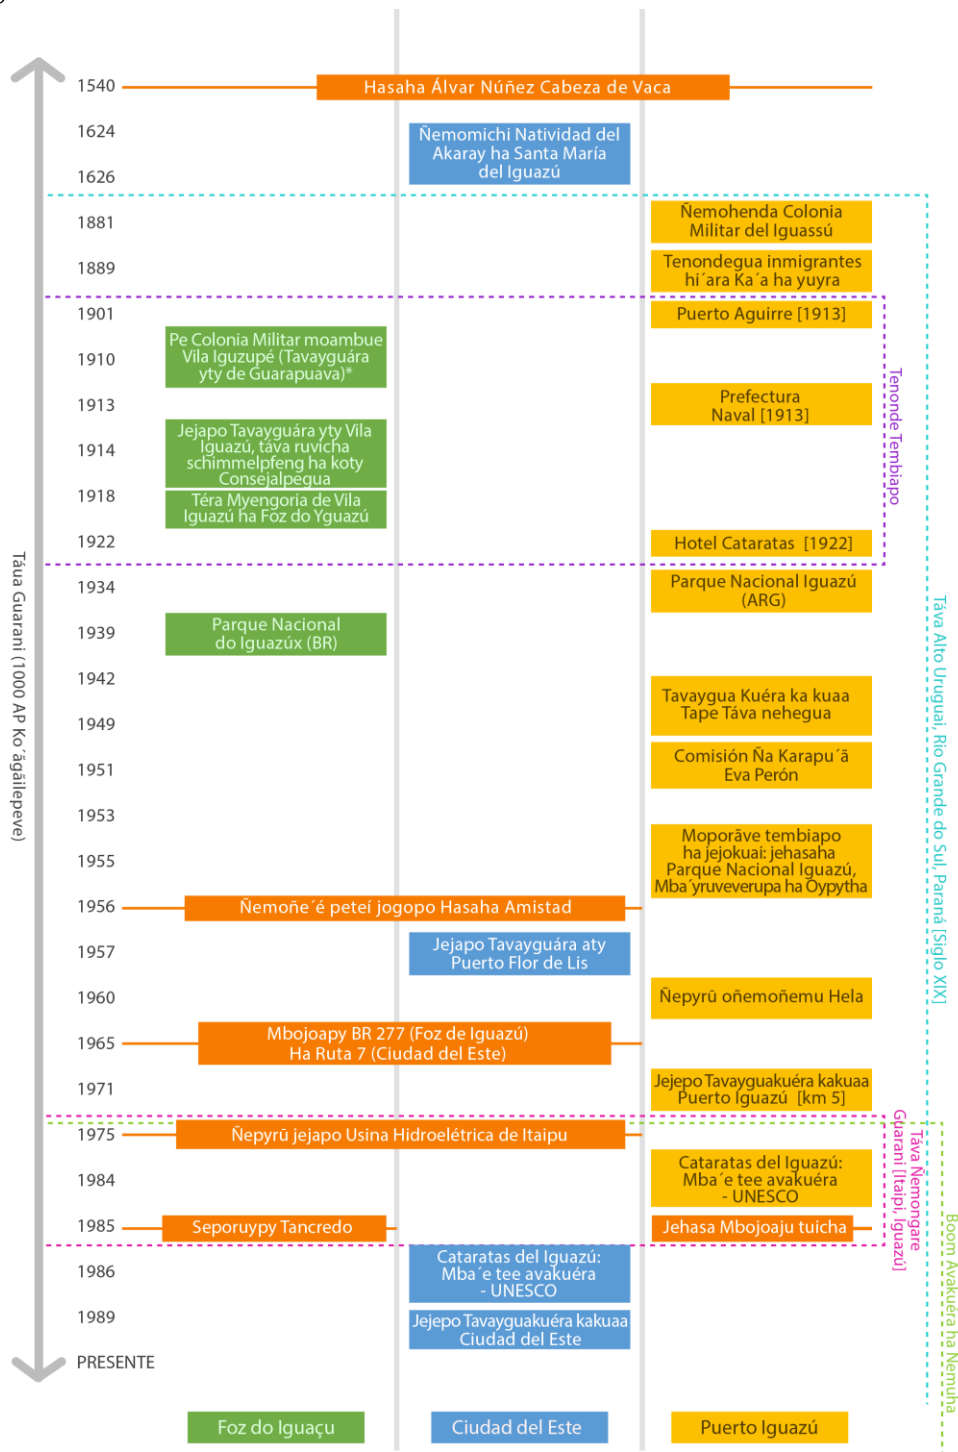 1540
Hasaha Álvar Núñez Cabeza de Vaca
1624
Ñemomichi Natividad del
Akaray ha Santa María
del Iguazú
1626
1881
Ñemohenda Colonia
Militar del Iguassú
1889
Tenondegua inmigrantes
hi´ara Ka´a ha yuyra
1901
Puerto Aguirre [1913]
1910
Pe Colonia Militar moambue
Vila Iguzupé (Tavayguára
yty de Guarapuava)*
1913
Prefectura
Naval [1913]
1914
Jejapo Tavayguára yty Vila
Iguazú, táva ruvicha
schimmelpfeng ha koty
Consejalpegua
1918
Téra Myengoria de Vila
Iguazú ha Foz do Yguazú
1922
Hotel Cataratas [1922]
Tenonde Tembiapo
1934
Parque Nacional Iguazú
(ARG)
1939
Parque Nacional
do Iguazúx (BR)
1942
Tavaygua Kuéra ka kuaa
Tape Táva nehegua
1949
1951
Comisión Ña Karapu´ã
Eva Perón
1953
1955
Moporãve tembiapo
ha jejokuai: jehasaha
Parque Nacional Iguazú,
Mba´yruveverupa ha Oypytha
1956
Ñemoñe´é peteí jogopo Hasaha Amistad
1957
Jejapo Tavayguára aty
Puerto Flor de Lis
1960
Ñepyrũ oñemoñemu Hela
1965
Mbojoapy BR 277 (Foz de Iguazú)
Ha Ruta 7 (Ciudad del Este)
1971
Jejepo Tavayguakuéra kakuaa
Puerto Iguazú [km 5]
1975
Ñepyrũ jejapo Usina Hidroelétrica de Itaipu
1984
Cataratas del Iguazú:
Mba´e tee avakuéra
- UNESCO
1985
Seporuypy Tancredo
Jehasa Mbojoaju tuicha
1986
Cataratas del Iguazú:
Mba´e tee avakuéra
- UNESCO
1989
Jejepo Tavayguakuéra kakuaa
Ciudad del Este
PRESENTE
Táua Guarani (1000 AP Ko´ãgãilepeve)
Táva Alto Uruguai, Rio Grande do Sul, Paraná [Siglo XIX]
Táva Ñemongare
Guarani [Itaipi, Iguazú]
Boom Avakuéra ha Nemuha
Foz do Iguaçu
Ciudad del Este
Puerto Iguazú